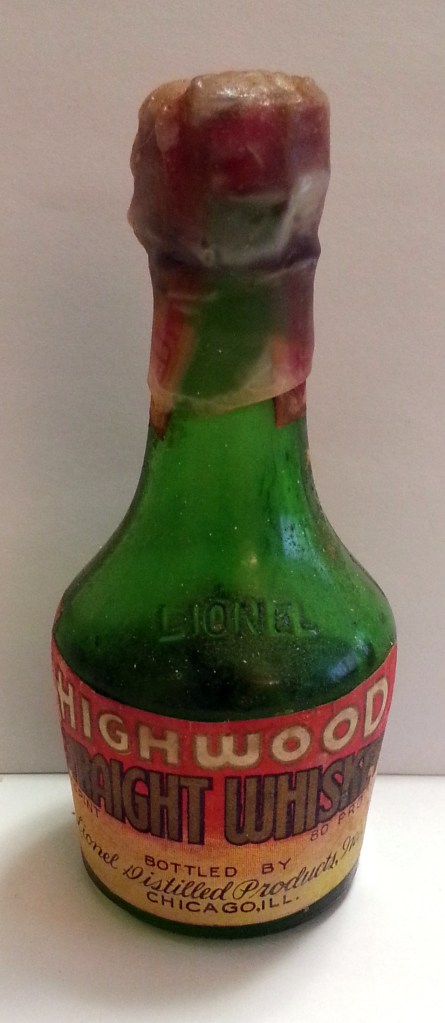 LIONEL
HIGHWOOD
RAIGHT WHISK
80 PR
BOTTLED BY
Lionel Distilled Products, In
CHICAGO, ILL.